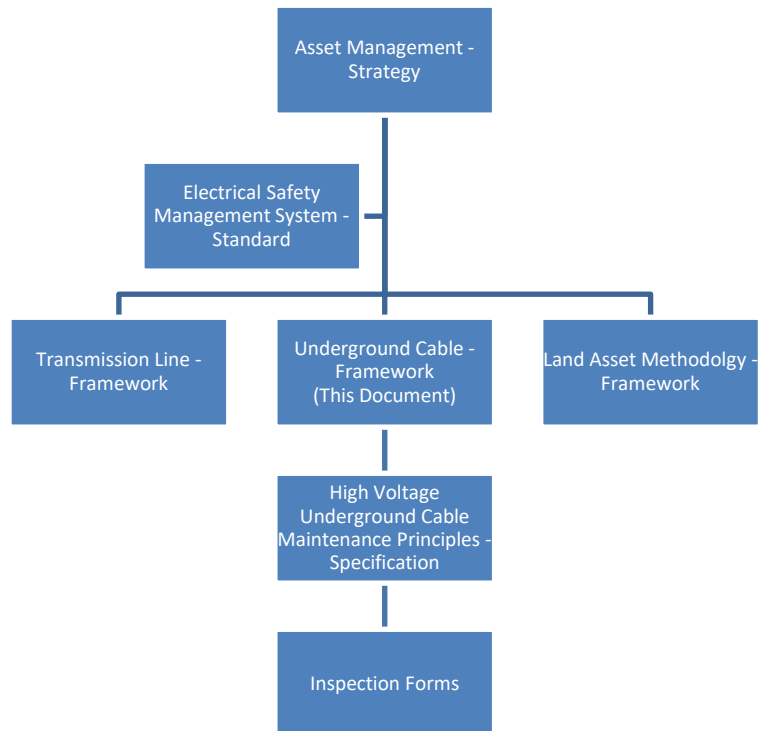 Asset Management -
Strategy
Electrical Safety
Management System -
Standard
Transmission Line -
Framework
Underground Cable -
Framework
(This Document)
Land Asset Methodolgy -
Framework
High Voltage
Underground Cable
Maintenance Principles -
Specification
Inspection Forms